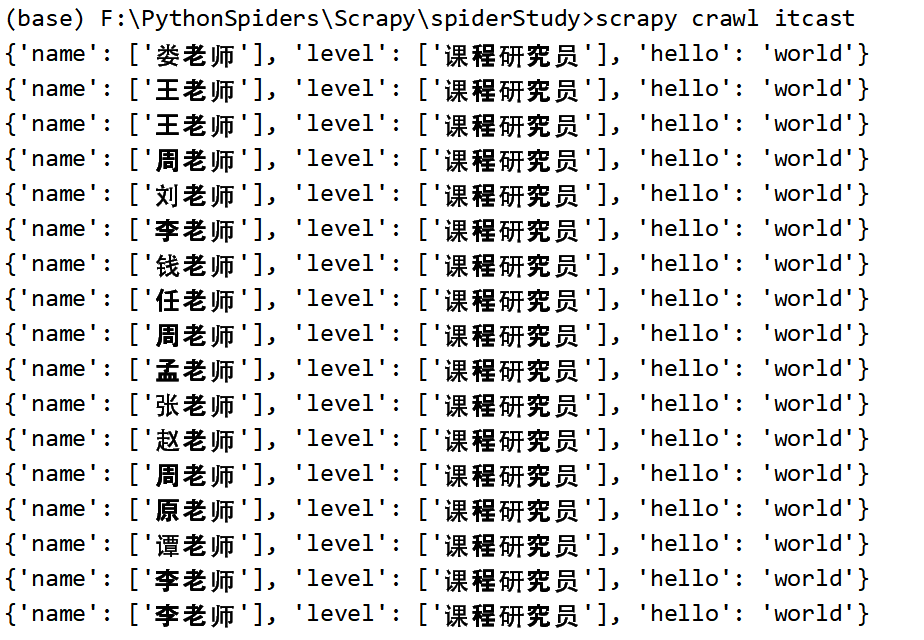 (base) F:\PythonSpiders\Scrapy\spiderStudy>scrapy crawl itcast
{'name': ['娄老师'], 'level': ['课程研究员'], 'hello': 'world'}
{'name': ['王老师'], 'level': ['课程研究员'], 'hello': 'world'}
{'name': ['王老师'], 'level': ['课程研究员'], 'hello': 'world'}
{'name': ['周老师'], 'level': ['课程研究员'], 'hello': 'world'}
{'name': ['刘老师'], 'level': ['课程研究员'], 'hello': 'world'}
{'name': ['李老师'], 'level': ['课程研究员'], 'hello': 'world'}
{'name': ['钱老师'], 'level': ['课程研究员'], 'hello': 'world'}
{'name': ['任老师'], 'level': ['课程研究员'], 'hello': 'world'}
{'name': ['周老师'], 'level': ['课程研究员'], 'hello': 'world'}
{'name': ['孟老师'], 'level': ['课程研究员'], 'hello': 'world'}
{'name': ['张老师'], 'level': ['课程研究员'], 'hello': 'world'}
{'name': ['赵老师'], 'level': ['课程研究员'], 'hello': 'world'}
{'name': ['周老师'], 'level': ['课程研究员'], 'hello': 'world'}
{'name': ['原老师'], 'level': ['课程研究员'], 'hello': 'world'}
{'name': ['谭老师'], 'level': ['课程研究员'], 'hello': 'world'}
{'name': ['李老师'], 'level': ['课程研究员'], 'hello': 'world'}
{'name': ['李老师'], 'level': ['课程研究员'], 'hello': 'world'}